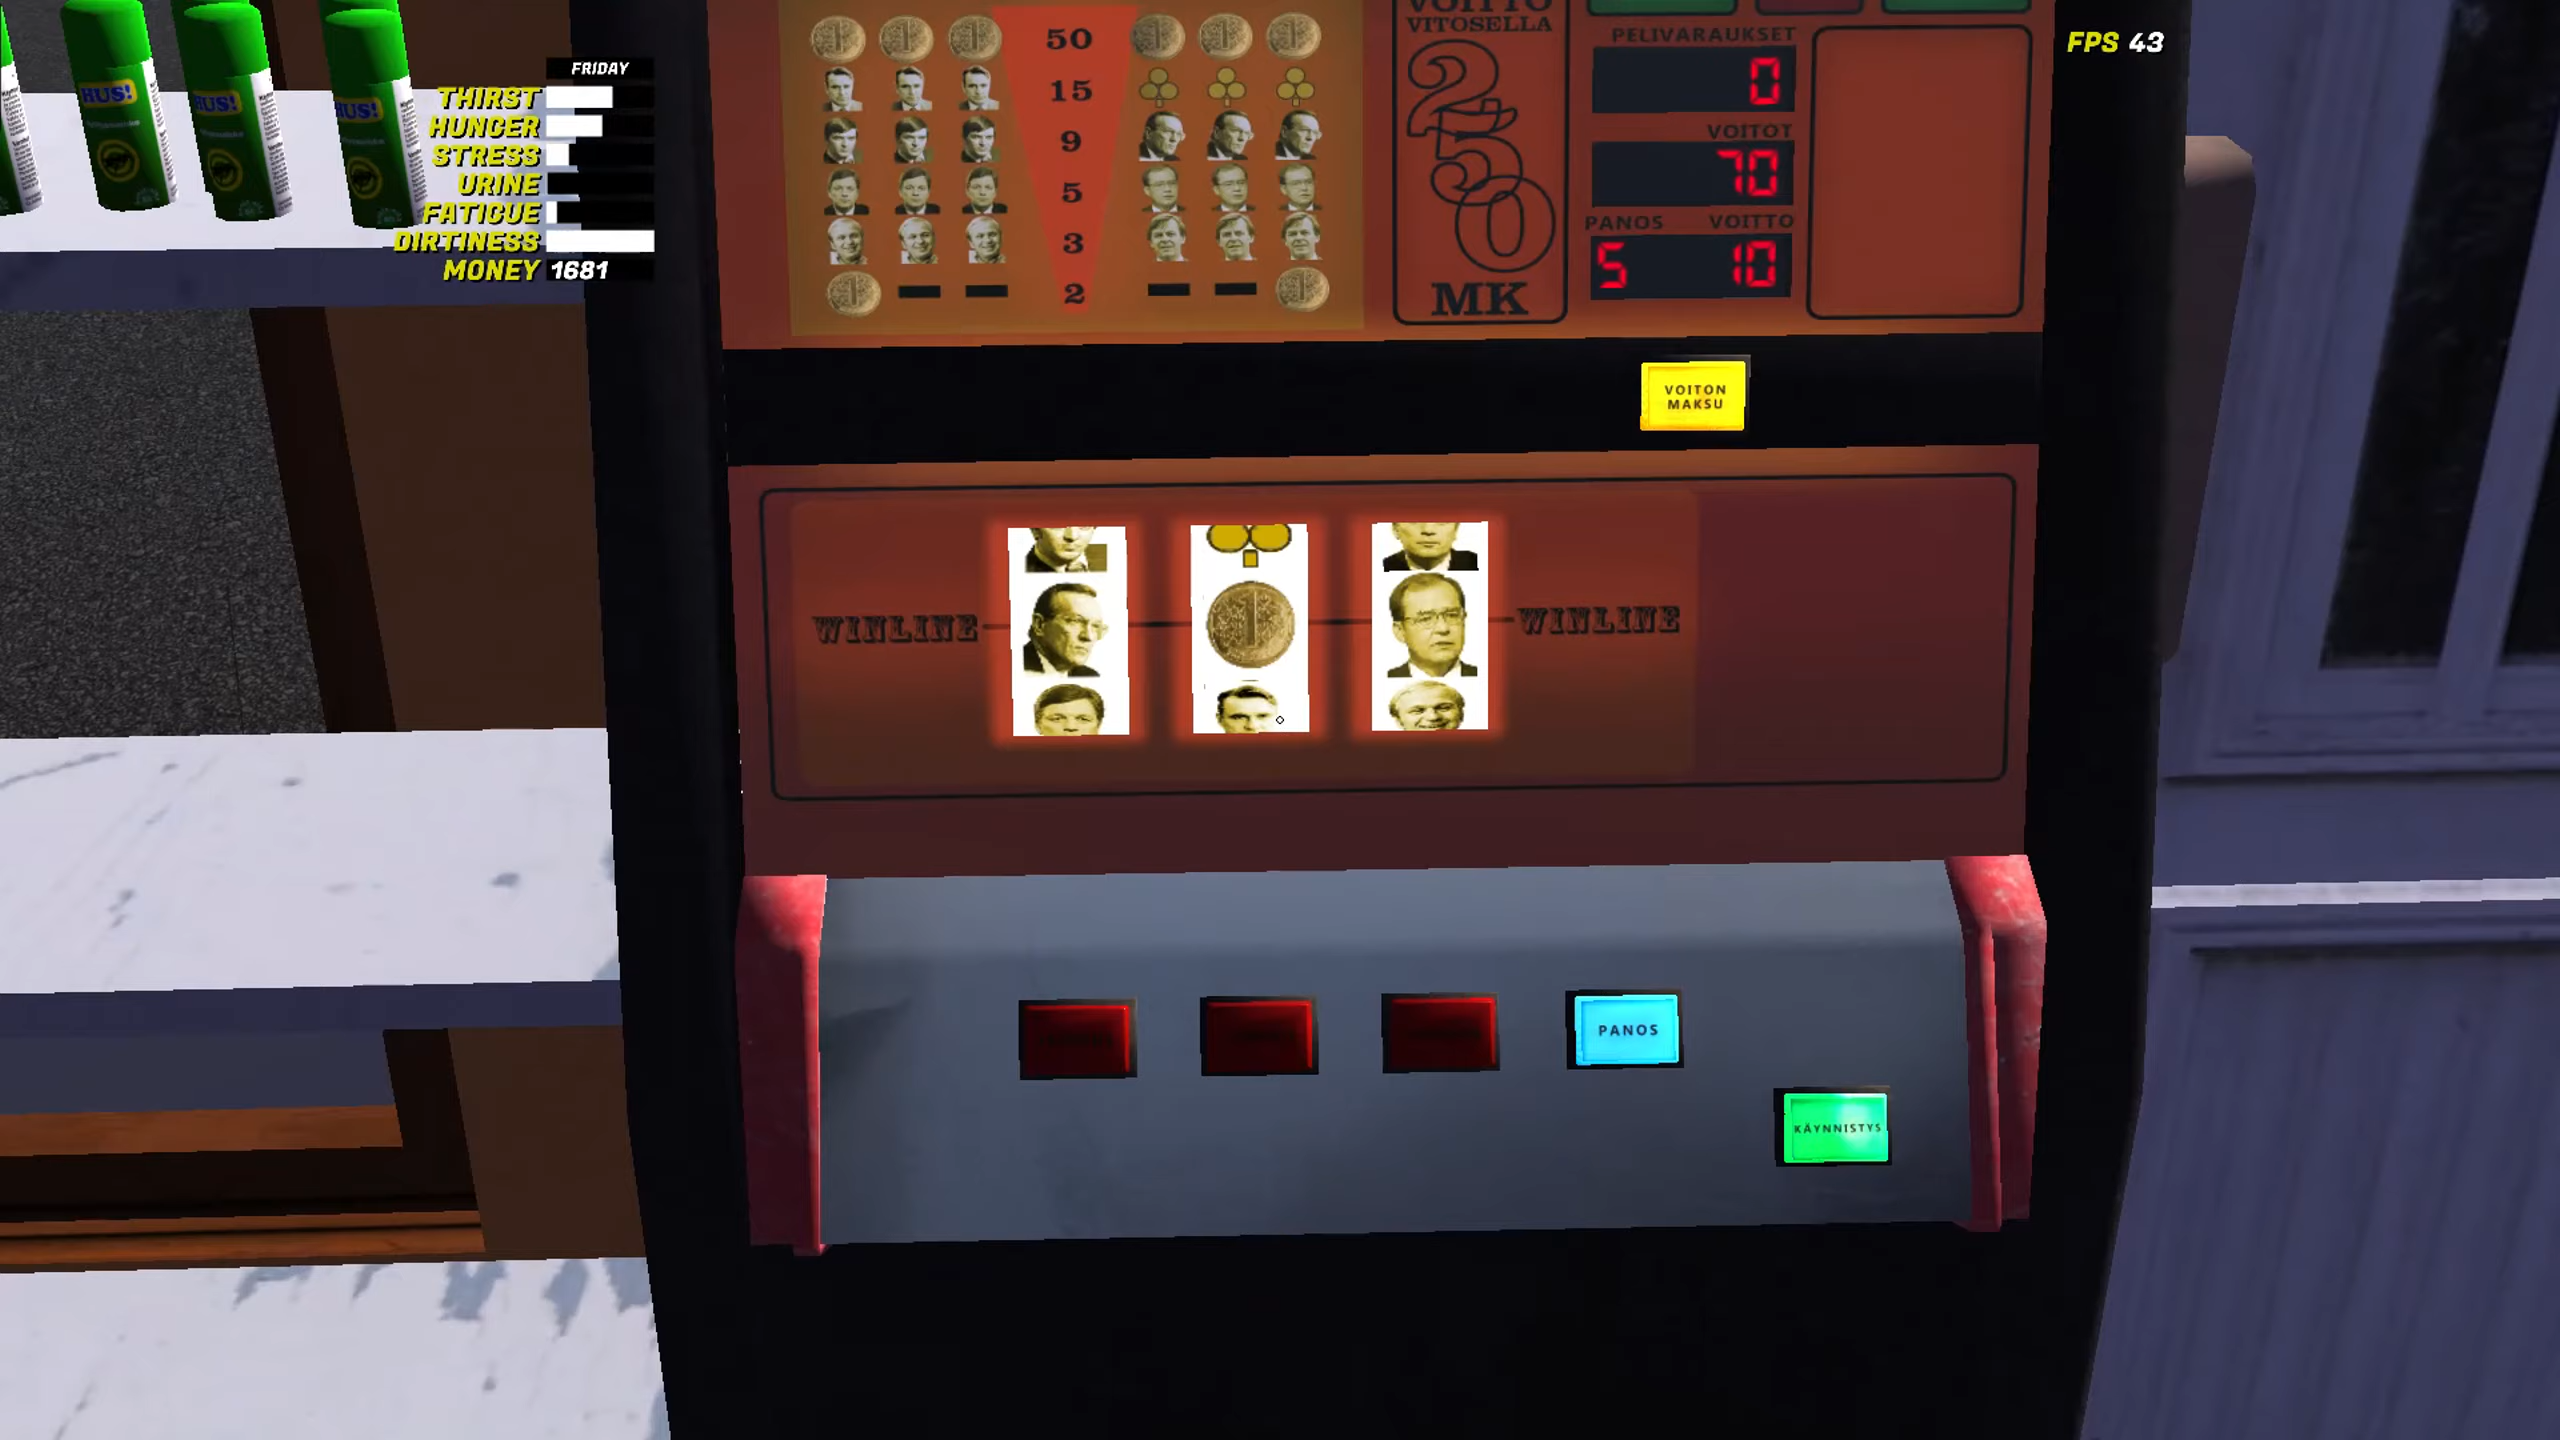 FRIDAY
THIRST
HUNGER
STRESS
URINE
FATIGUE
DIRTINESS
MONEY 1681
HUS!
HUS!
HUS!
50
15
9
5
3
2
VOITTO
VITOSELLA
250
MK
PELIVARAUKSET
0
VOITOT
70
PANOS VOITTO
5 10
FPS 43
VOITON
MAKSU
WINLINE
WINLINE
PANOS
KÄYNNISTYS